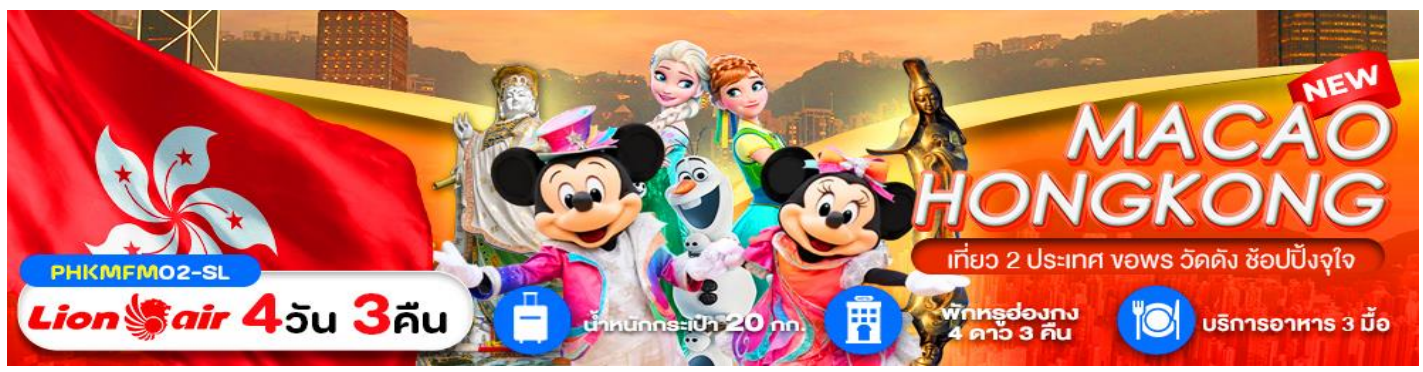 NEW
MACAO
HONGKONG
เที่ยว 2 ประเทศ ขอพร วัดดัง ช้อปปิ้งจุใจ
PHKMFM02-SL
Lion air 4วัน 3คืน
น้ำหนักกระเป๋า 20 กก.
พักหรูฮ่องกง
4 ดาว 3 คืน
บริการอาหาร 3 มื้อ